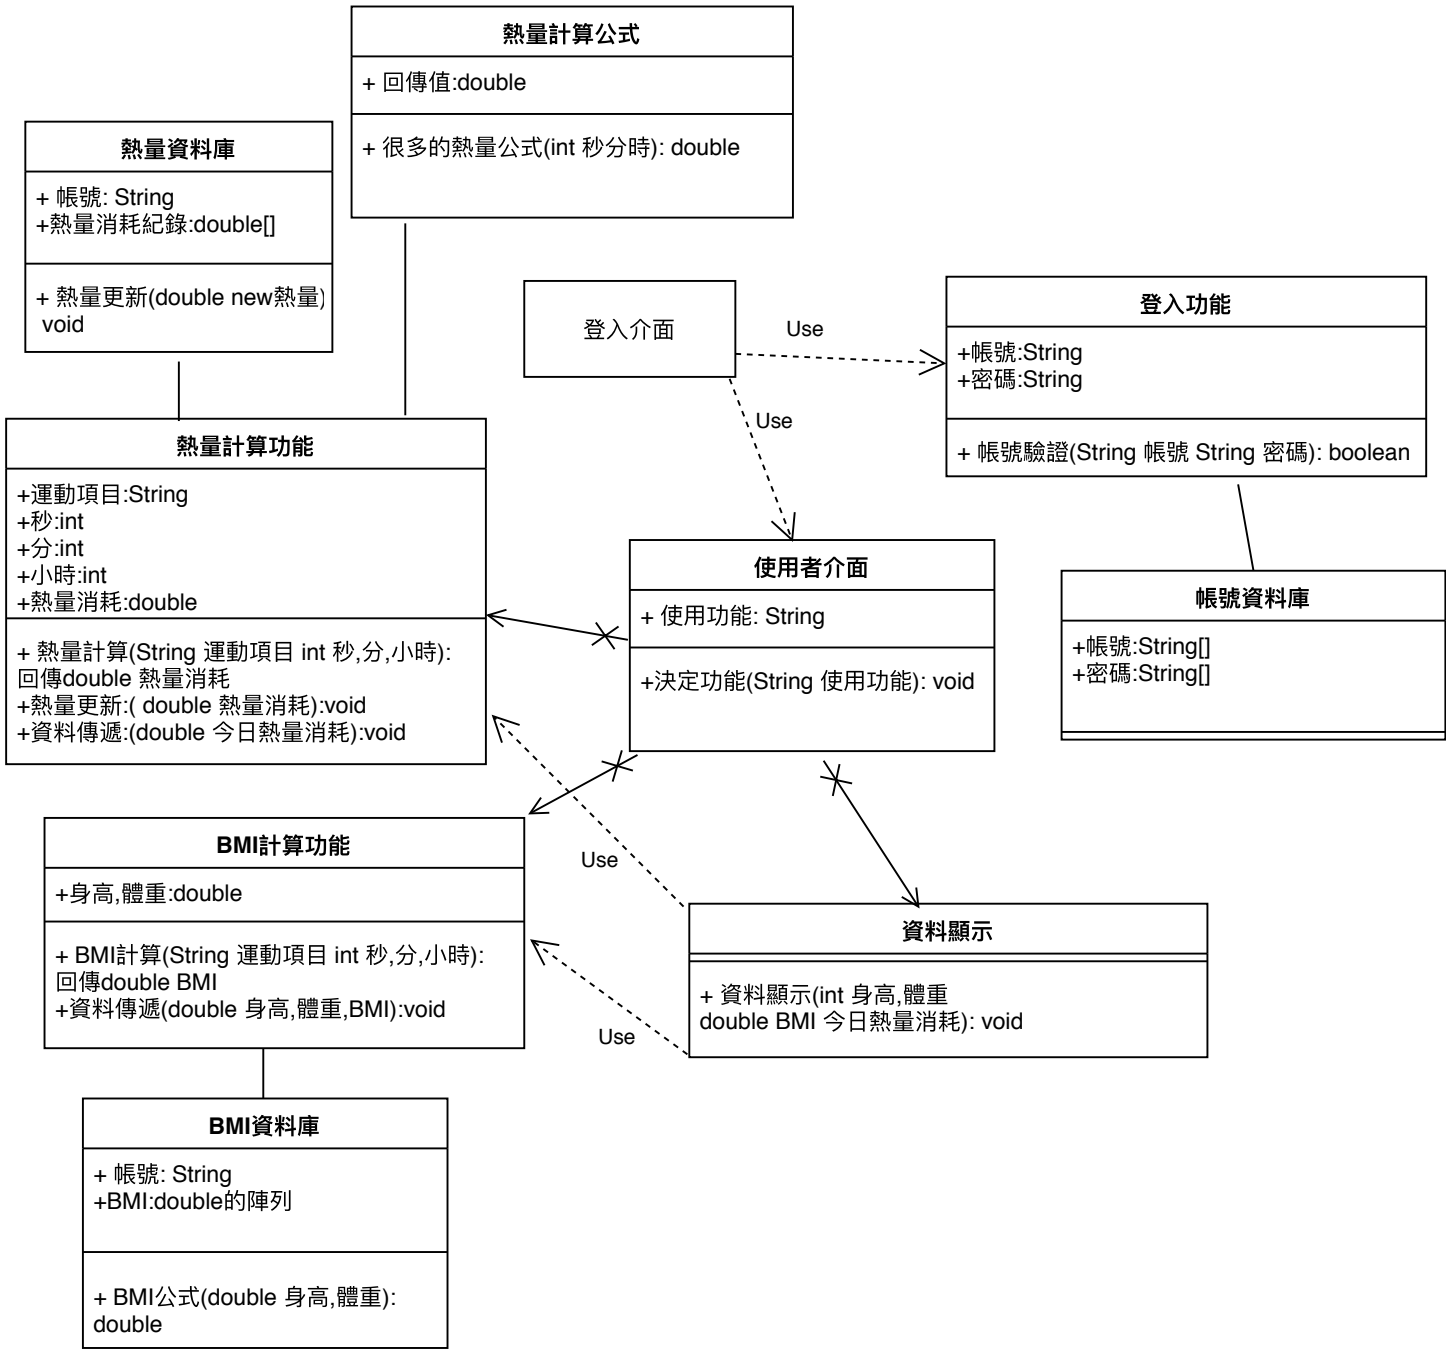 熱量計算公式
+ 回傳值:double
+ 很多的熱量公式(int 秒分時): double
熱量資料庫
+ 帳號: String
+熱量消耗紀錄:double[]
+ 熱量更新(double new熱量)
void
登入介面
Use
Use
登入功能
+帳號:String
+密碼:String
+ 帳號驗證(String 帳號 String 密碼): boolean
熱量計算功能
+運動項目:String
+秒:int
+分:int
+小時:int
+熱量消耗:double
+ 熱量計算(String 運動項目 int 秒,分,小時):
回傳double 熱量消耗
+熱量更新:( double 熱量消耗):void
+資料傳遞:(double 今日熱量消耗):void
使用者介面
+ 使用功能: String
+決定功能(String 使用功能): void
帳號資料庫
+帳號:String[]
+密碼:String[]
BMI計算功能
+身高,體重:double
+ BMI計算(String 運動項目 int 秒,分,小時):
回傳double BMI
+資料傳遞(double 身高,體重,BMI):void
Use
Use
資料顯示
+ 資料顯示(int 身高,體重
double BMI 今日熱量消耗): void
BMI資料庫
+ 帳號: String
+BMI:double的陣列
+ BMI公式(double 身高,體重):
double